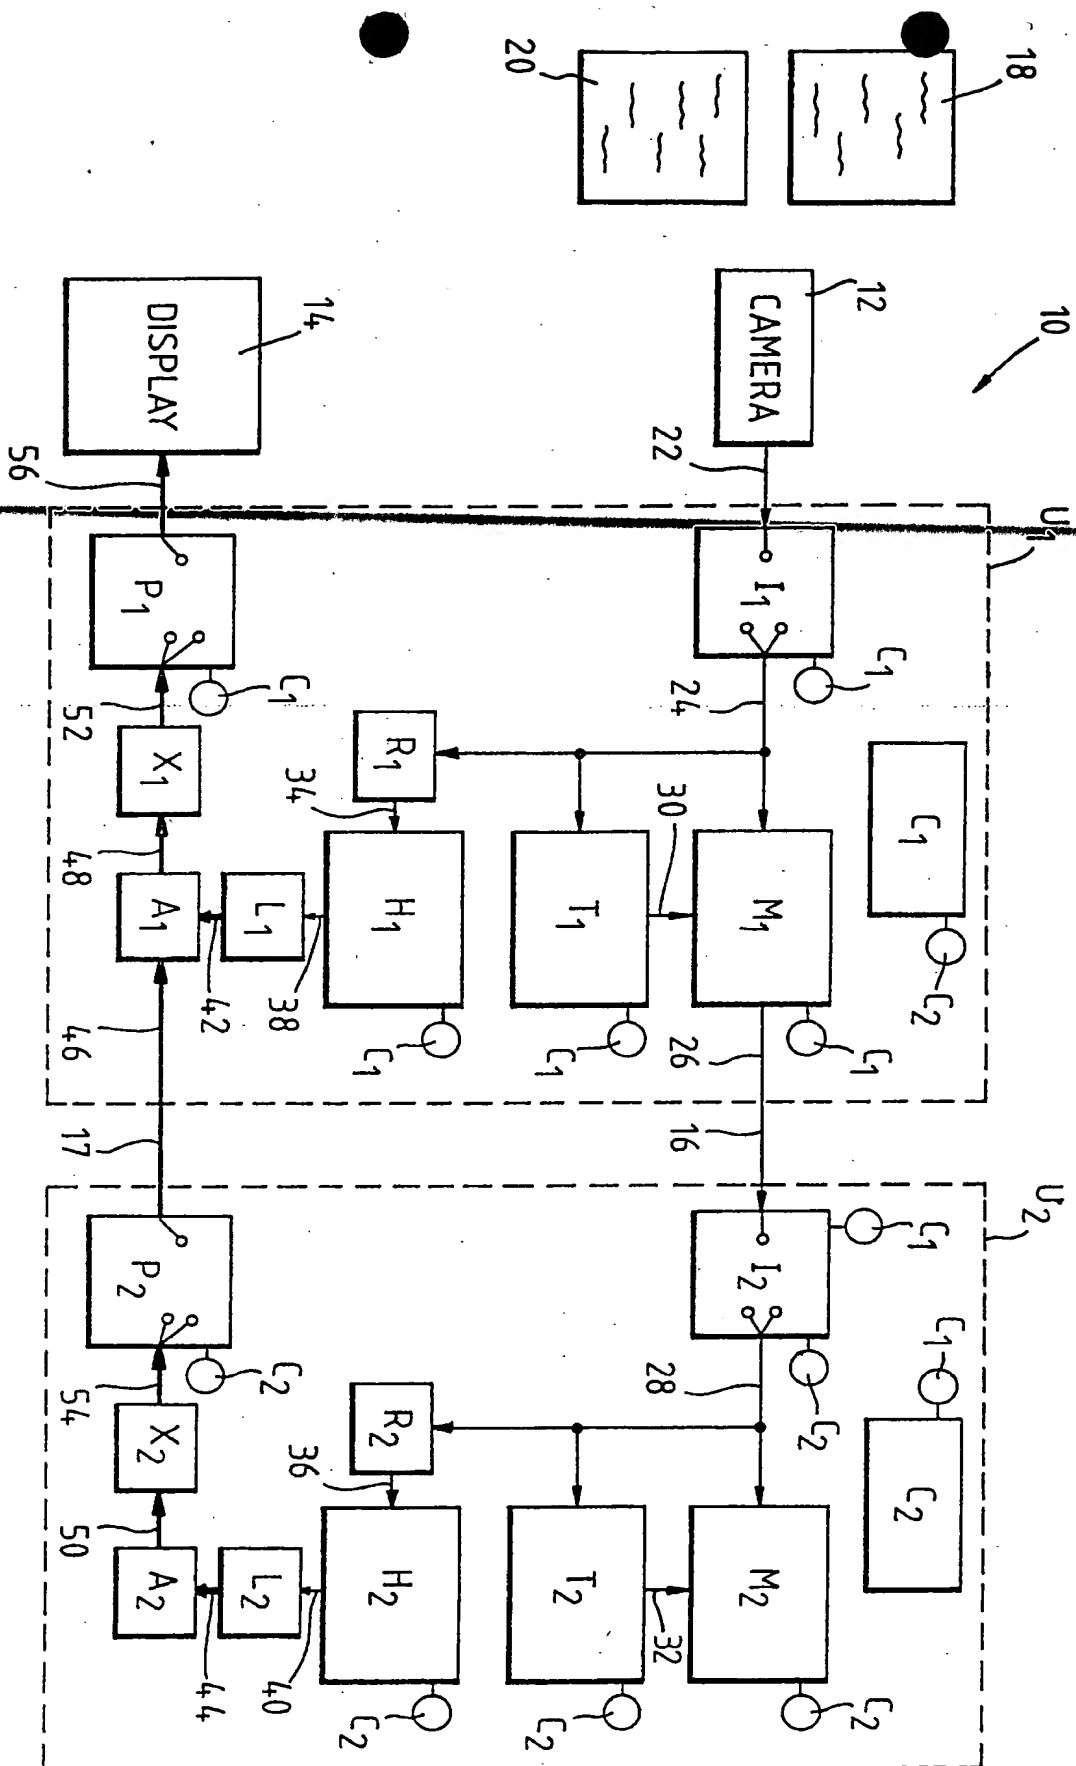 10
18
20
12
CAMERA
22
14
DISPLAY
56
U1
I1
C1
24
C1
C2
R1
34
T1
30
M1
C1
26
C1
H1
C1
38
L1
42
A1
48
X1
52
P1
C1
46
17
16
U2
I2
C1
C2
28
C1
C2
R2
36
T2
32
M2
C2
C2
H2
C2
40
L2
44
A2
50
X2
54
P2
C2